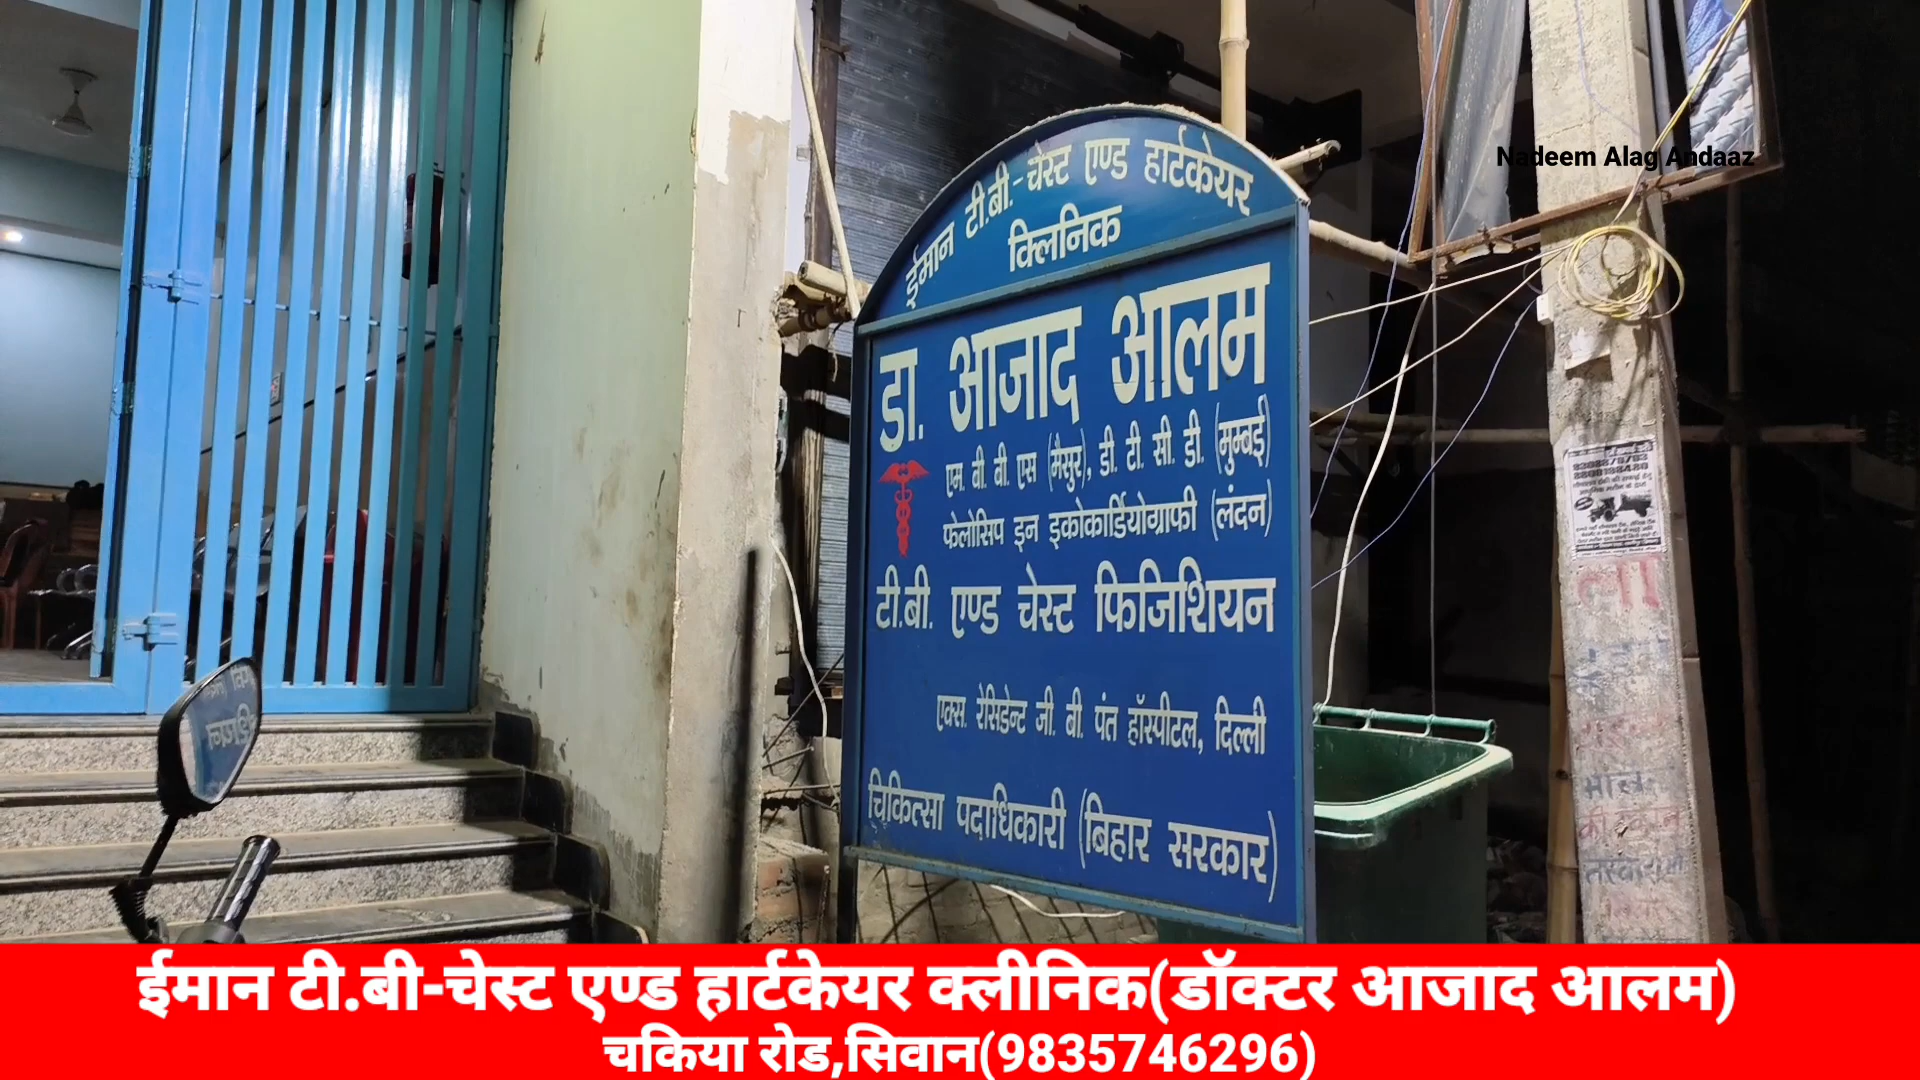 Nadeem Alag Andaaz
ईमान टी.बी.-चेस्ट एण्ड हार्टकेयर
क्लिनिक
डा. आजाद आलम
एम. बी. बी. एस (मैसुर), डी. टी. सी. डी. (मुम्बई)
फेलोसिप इन इकोकार्डियोग्राफी (लंदन)
टी.बी. एण्ड चेस्ट फिजिशियन
एक्स. रेसिडेन्ट जी. बी. पंत हॉस्पीटल, दिल्ली
चिकित्सा पदाधिकारी (बिहार सरकार)
ईमान टी.बी-चेस्ट एण्ड हार्टकेयर क्लीनिक(डॉक्टर आजाद आलम)
चकिया रोड,सिवान(9835746296)